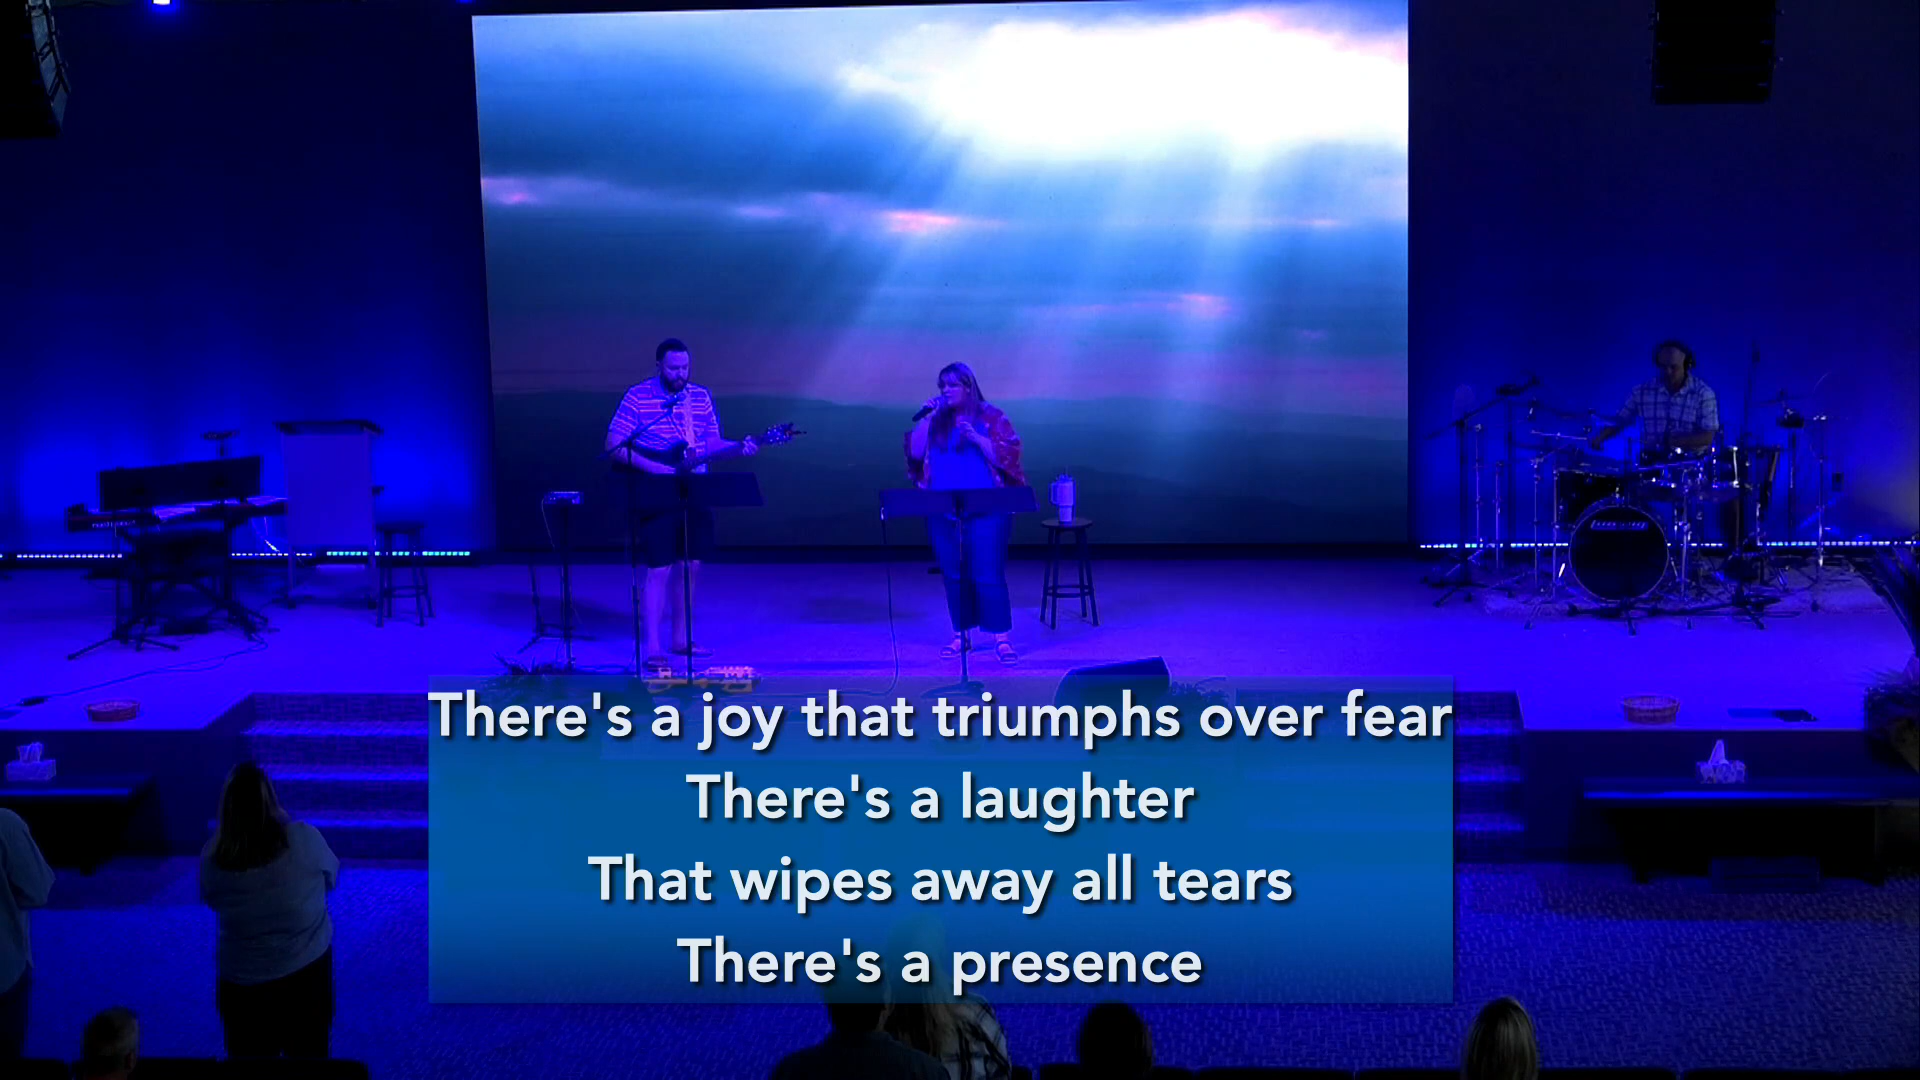 There's a joy that triumphs over fear
There's a laughter
That wipes away all tears
There's a presence